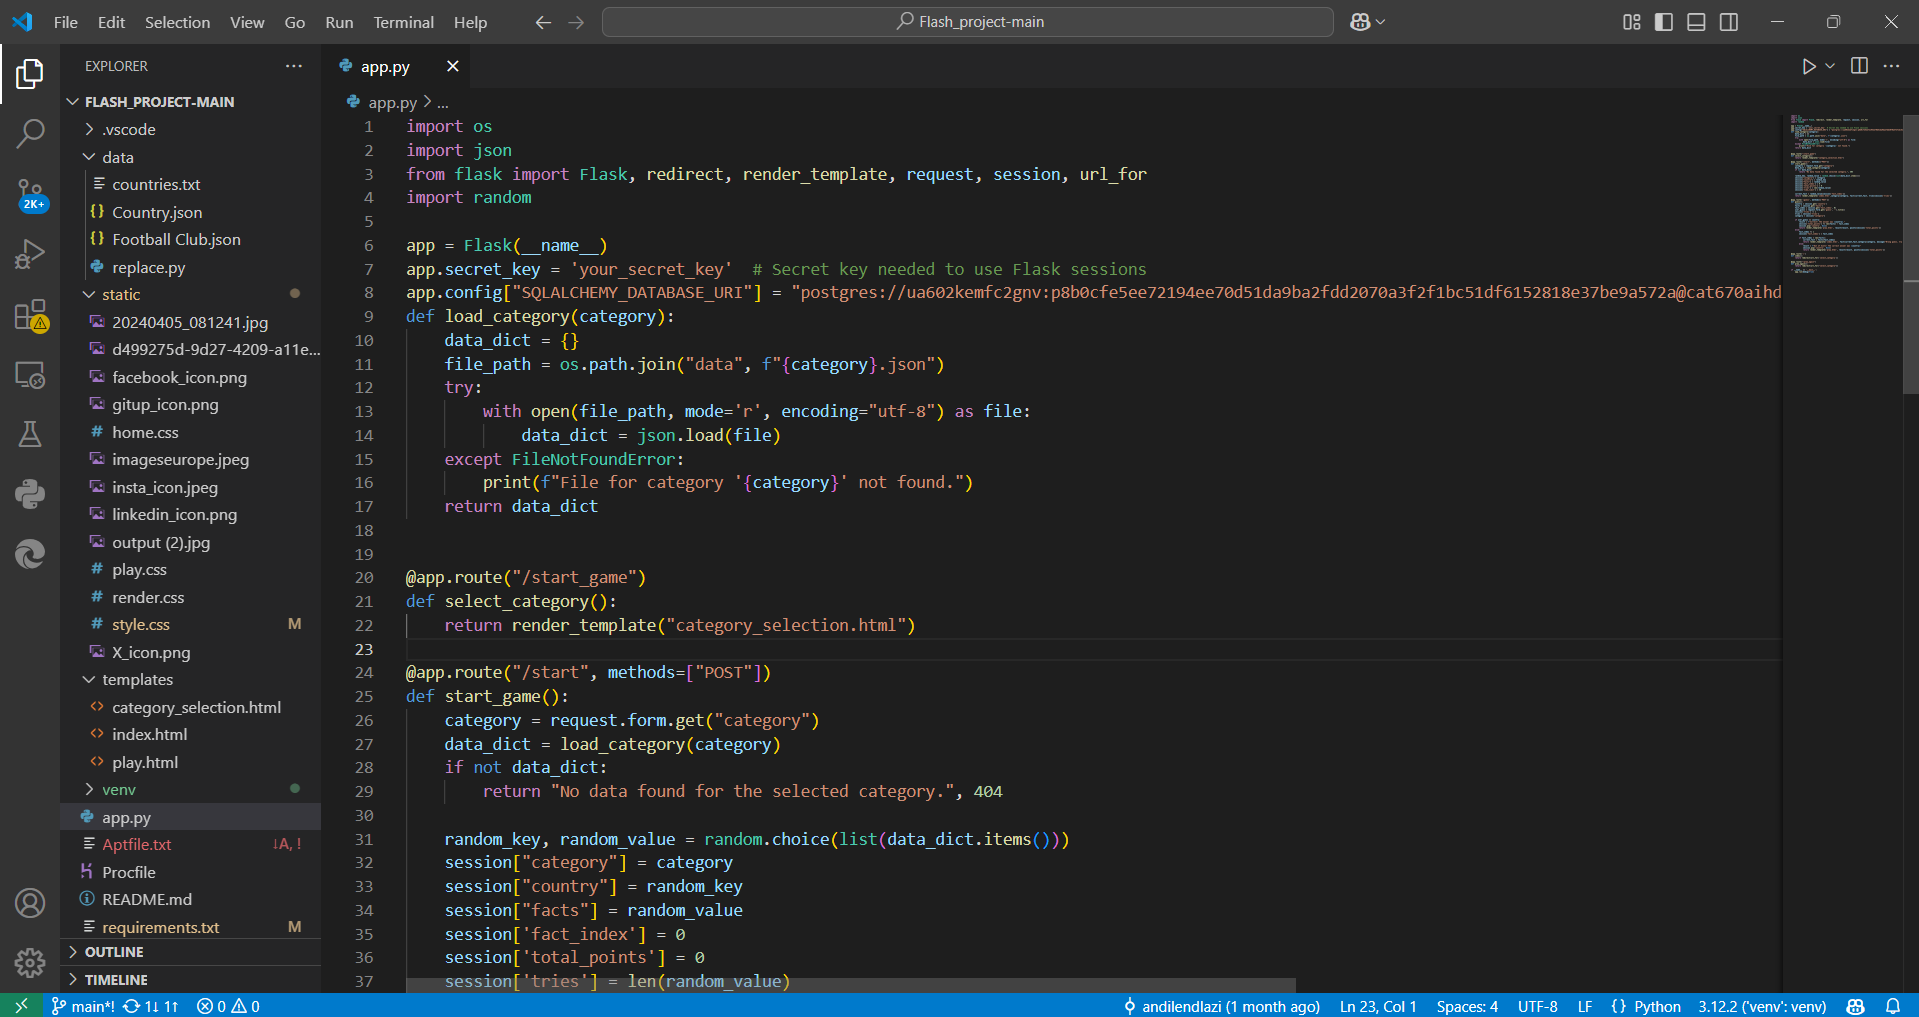 File Edit Selection View Go Run Terminal Help
Flash_project-main
EXPLORER
FLASH_PROJECT-MAIN
.vscode
data
countries.txt
Country.json
Football Club.json
replace.py
static
20240405_081241.jpg
d499275d-9d27-4209-a11e...
facebook_icon.png
gitup_icon.png
home.css
imageseurope.jpeg
insta_icon.jpeg
linkedin_icon.png
output (2).jpg
play.css
render.css
style.css M
X_icon.png
templates
category_selection.html
index.html
play.html
venv
app.py
Aptfile.txt ↓A, !
Procfile
README.md
requirements.txt M
OUTLINE
TIMELINE
2K+
app.py
app.py > ...
1 import os
2 import json
3 from flask import Flask, redirect, render_template, request, session, url_for
4 import random
5
6 app = Flask(__name__)
7 app.secret_key = 'your_secret_key'  # Secret key needed to use Flask sessions
8 app.config["SQLALCHEMY_DATABASE_URI"] = "postgres://ua602kemfc2gnv:p8b0cfe5ee72194ee70d51da9ba2fdd2070a3f2f1bc51df6152818e37be9a572a@cat670aihd
9 def load_category(category):
10     data_dict = {}
11     file_path = os.path.join("data", f"{category}.json")
12     try:
13         with open(file_path, mode='r', encoding="utf-8") as file:
14             data_dict = json.load(file)
15     except FileNotFoundError:
16         print(f"File for category '{category}' not found.")
17     return data_dict
18
19
20 @app.route("/start_game")
21 def select_category():
22     return render_template("category_selection.html")
23
24 @app.route("/start", methods=["POST"])
25 def start_game():
26     category = request.form.get("category")
27     data_dict = load_category(category)
28     if not data_dict:
29         return "No data found for the selected category.", 404
30
31     random_key, random_value = random.choice(list(data_dict.items()))
32     session["category"] = category
33     session["country"] = random_key
34     session["facts"] = random_value
35     session['fact_index'] = 0
36     session['total_points'] = 0
37     session['tries'] = len(random_value)
main*! 1↓ 1↑ 0 0 andilendlazi (1 month ago) Ln 23, Col 1 Spaces: 4 UTF-8 LF {} Python 3.12.2 ('venv': venv)